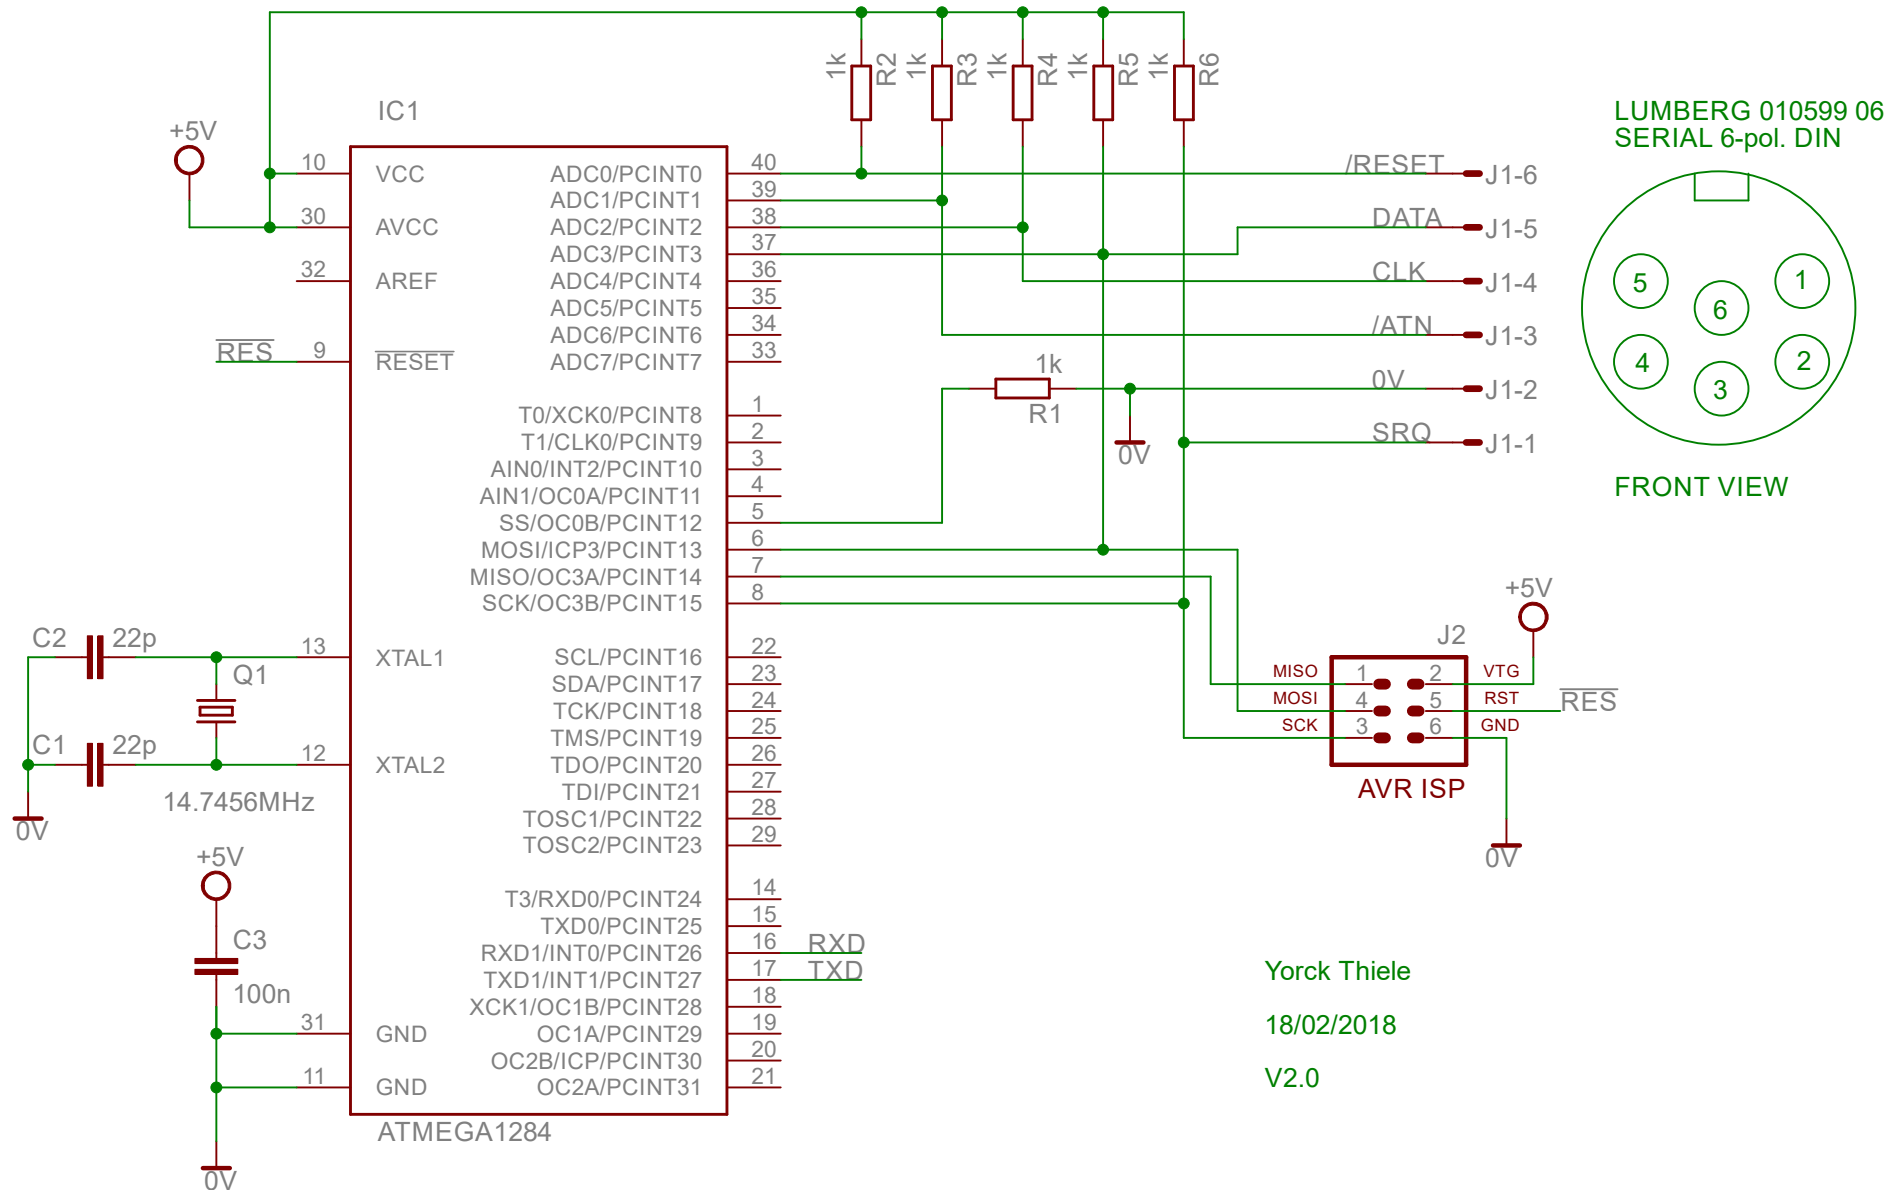 1k R2
1k R3
1k R4
1k R5
1k R6
LUMBERG 010599 06
SERIAL 6-pol. DIN
5
6
1
4
3
2
FRONT VIEW
IC1
+5V
10 VCC
30 AVCC
32 AREF
RES 9 RESET
C2 22p
13 XTAL1
Q1
C1 22p
12 XTAL2
14.7456MHz
0V
+5V
C3
100n
31 GND
11 GND
0V
ATMEGA1284
ADC0/PCINT0 40
ADC1/PCINT1 39
ADC2/PCINT2 38
ADC3/PCINT3 37
ADC4/PCINT4 36
ADC5/PCINT5 35
ADC6/PCINT6 34
ADC7/PCINT7 33
T0/XCK0/PCINT8 1
T1/CLK0/PCINT9 2
AIN0/INT2/PCINT10 3
AIN1/OC0A/PCINT11 4
SS/OC0B/PCINT12 5
MOSI/ICP3/PCINT13 6
MISO/OC3A/PCINT14 7
SCK/OC3B/PCINT15 8
SCL/PCINT16 22
SDA/PCINT17 23
TCK/PCINT18 24
TMS/PCINT19 25
TDO/PCINT20 26
TDI/PCINT21 27
TOSC1/PCINT22 28
TOSC2/PCINT23 29
T3/RXD0/PCINT24 14
TXD0/PCINT25 15
RXD1/INT0/PCINT26 16 RXD
TXD1/INT1/PCINT27 17 TXD
XCK1/OC1B/PCINT28 18
OC1A/PCINT29 19
OC2B/ICP/PCINT30 20
OC2A/PCINT31 21
/RESET J1-6
DATA J1-5
CLK J1-4
/ATN J1-3
1k
R1
0V J1-2
0V
SRQ J1-1
+5V
J2
MISO 1 2 VTG
MOSI 4 5 RST RES
SCK 3 6 GND
AVR ISP
0V
Yorck Thiele
18/02/2018
V2.0